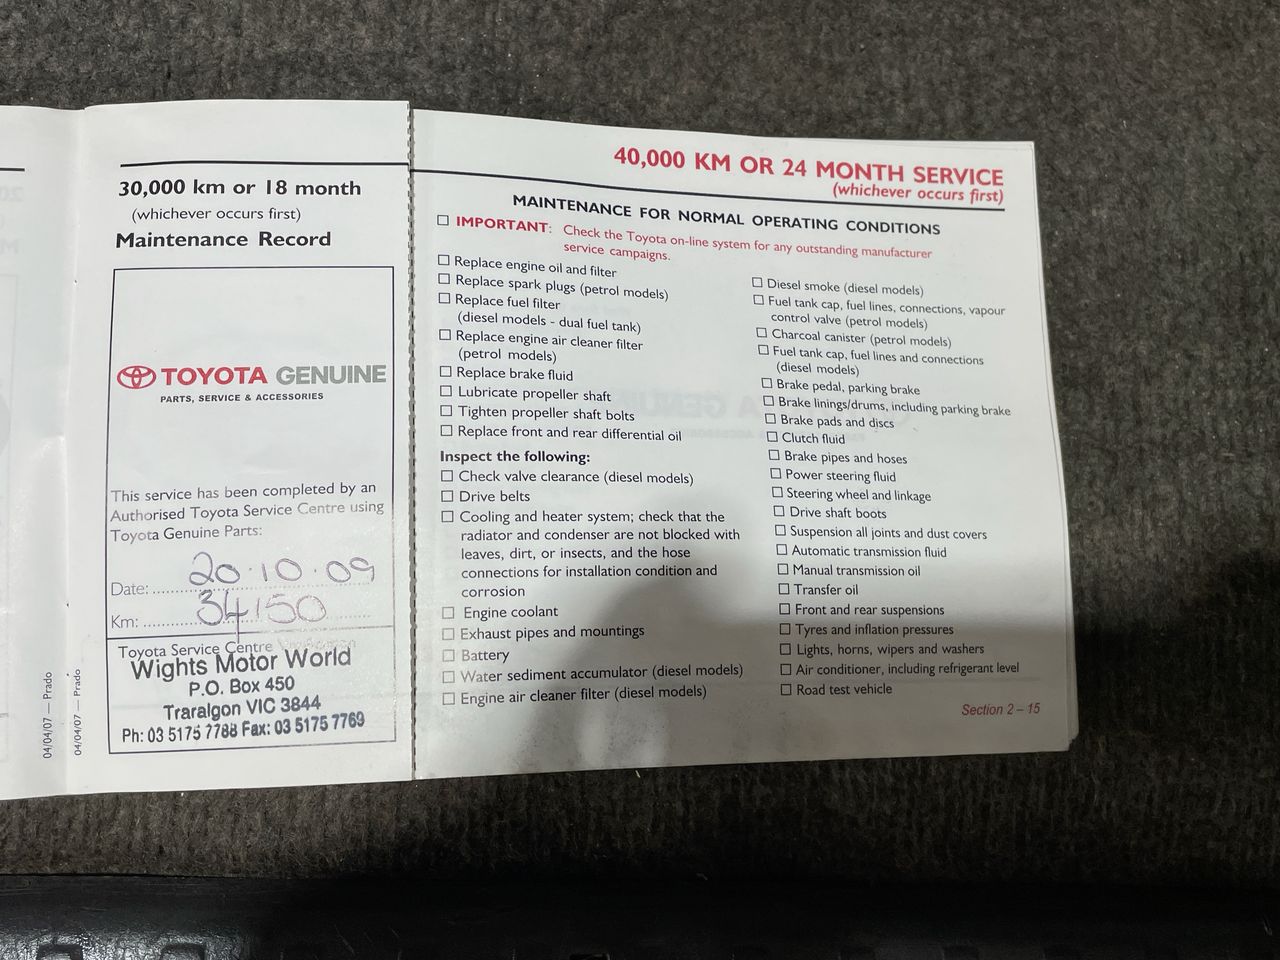 30,000 km or 18 month
(whichever occurs first)
Maintenance Record
TOYOTA GENUINE
PARTS, SERVICE & ACCESSORIES
This service has been completed by an
Authorised Toyota Service Centre using
Toyota Genuine Parts:
Date: 20.10.09
Km: 34150
Toyota Service Centre
Wights Motor World
P.O. Box 450
Traralgon VIC 3844
Ph: 03 5175 7788 Fax: 03 5175 7769
04/04/07 — Prado
04/04/07 — Prado
40,000 KM OR 24 MONTH SERVICE
(whichever occurs first)
MAINTENANCE FOR NORMAL OPERATING CONDITIONS
☐ IMPORTANT: Check the Toyota on-line system for any outstanding manufacturer
service campaigns.
☐ Replace engine oil and filter
☐ Replace spark plugs (petrol models)
☐ Replace fuel filter
(diesel models - dual fuel tank)
☐ Replace engine air cleaner filter
(petrol models)
☐ Replace brake fluid
☐ Lubricate propeller shaft
☐ Tighten propeller shaft bolts
☐ Replace front and rear differential oil
Inspect the following:
☐ Check valve clearance (diesel models)
☐ Drive belts
☐ Cooling and heater system; check that the
radiator and condenser are not blocked with
leaves, dirt, or insects, and the hose
connections for installation condition and
corrosion
☐ Engine coolant
☐ Exhaust pipes and mountings
☐ Battery
☐ Water sediment accumulator (diesel models)
☐ Engine air cleaner filter (diesel models)
☐ Diesel smoke (diesel models)
☐ Fuel tank cap, fuel lines, connections, vapour
control valve (petrol models)
☐ Charcoal canister (petrol models)
☐ Fuel tank cap, fuel lines and connections
(diesel models)
☐ Brake pedal, parking brake
☐ Brake linings/drums, including parking brake
☐ Brake pads and discs
☐ Clutch fluid
☐ Brake pipes and hoses
☐ Power steering fluid
☐ Steering wheel and linkage
☐ Drive shaft boots
☐ Suspension all joints and dust covers
☐ Automatic transmission fluid
☐ Manual transmission oil
☐ Transfer oil
☐ Front and rear suspensions
☐ Tyres and inflation pressures
☐ Lights, horns, wipers and washers
☐ Air conditioner, including refrigerant level
☐ Road test vehicle
Section 2 – 15